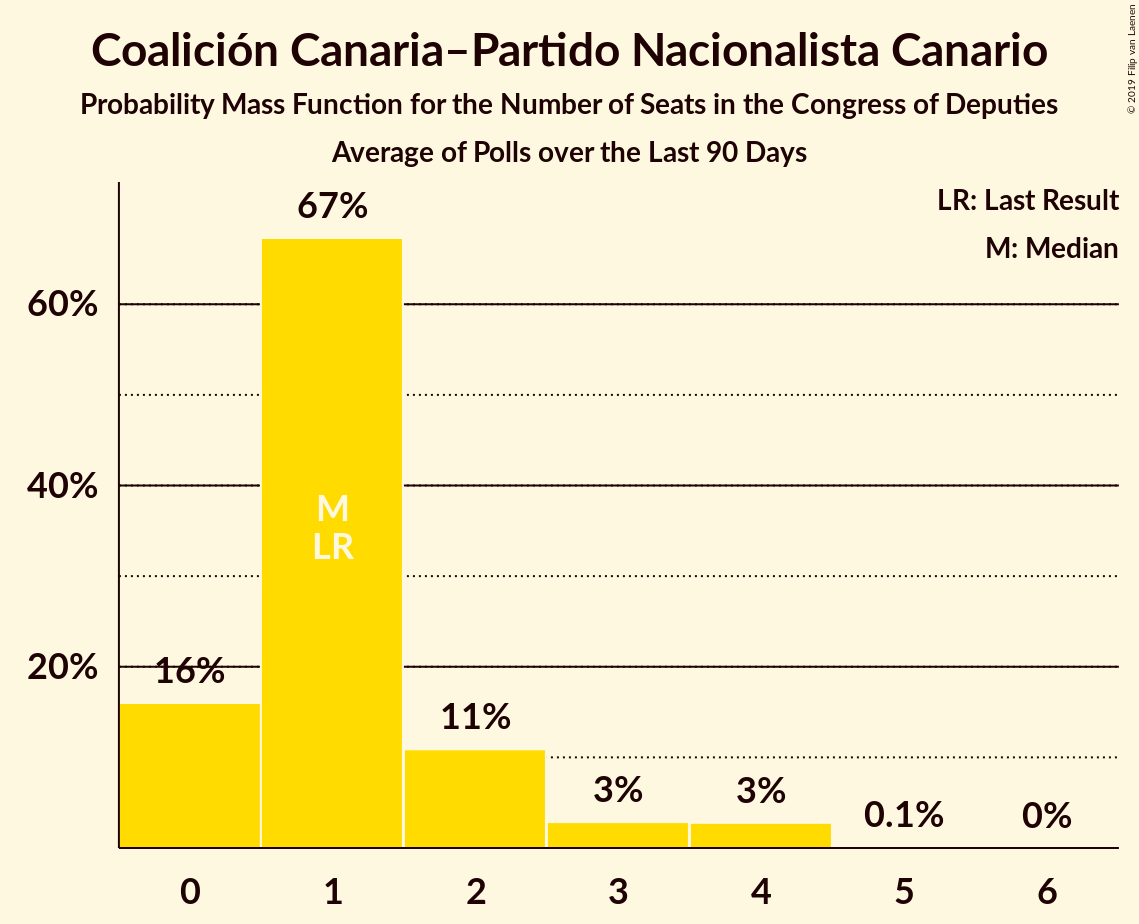 Coalición Canaria–Partido Nacionalista Canario
Probability Mass Function for the Number of Seats in the Congress of Deputies
Average of Polls over the Last 90 Days
© 2019 Filip van Laenen
LR: Last Result
M: Median
67%
60%
40%
M
LR
20%
16%
11%
3%
3%
0.1%
0%
0 1 2 3 4 5 6